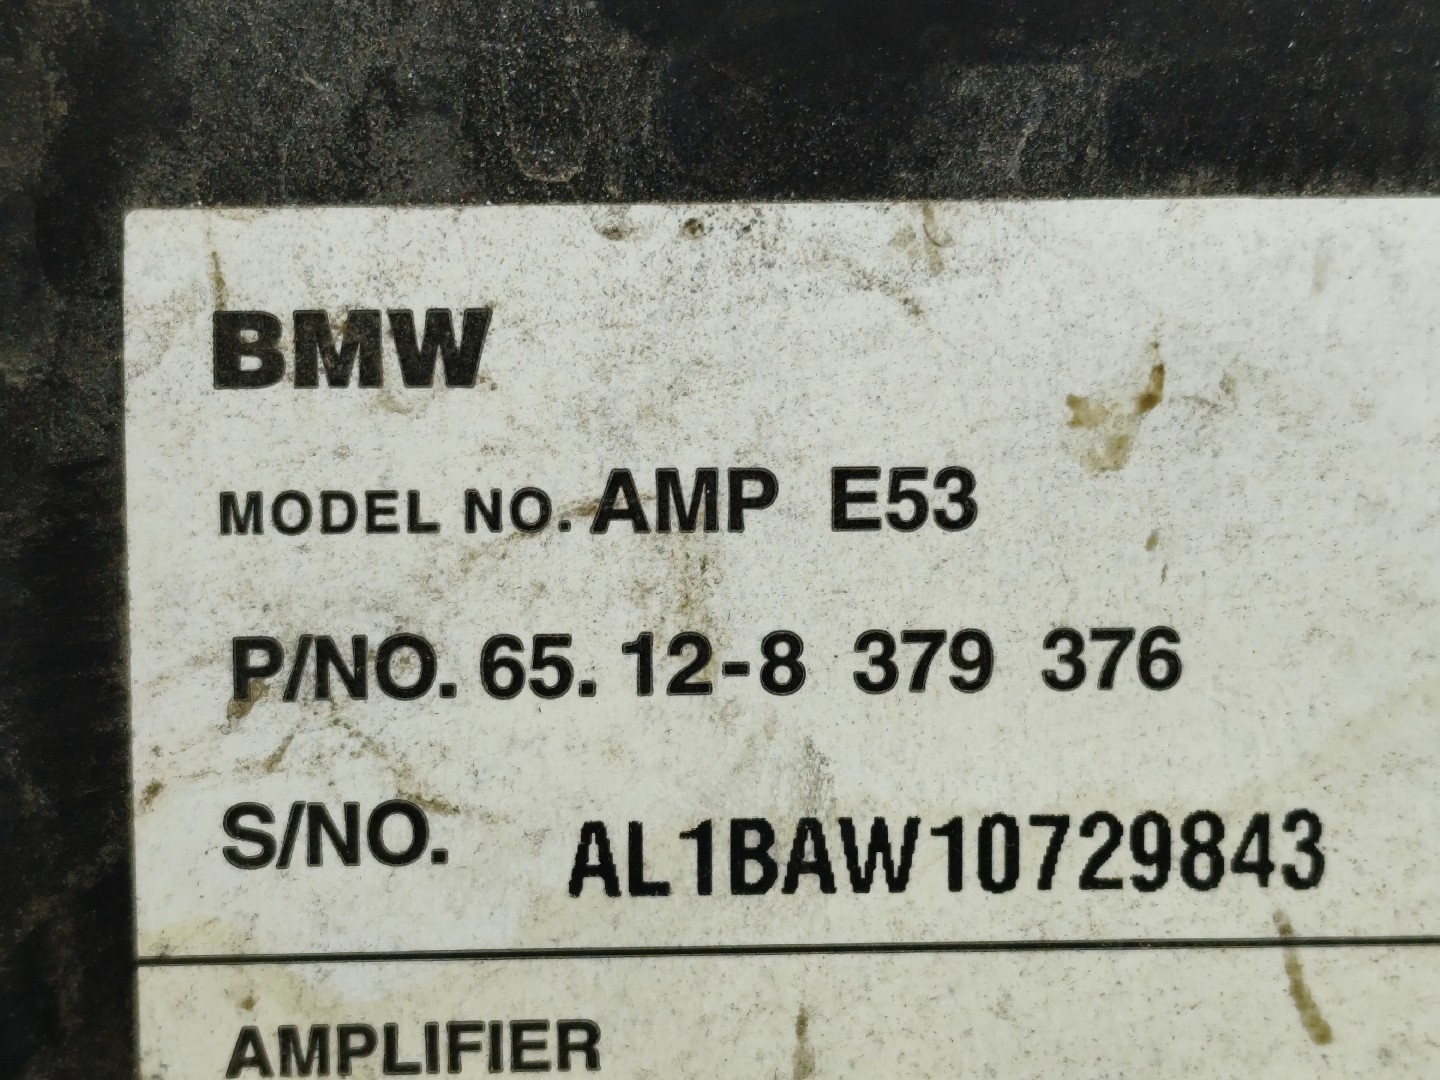 BMW
MODEL NO. AMP E53
P/NO. 65. 12-8 379 376
S/NO. AL1BAW10729843
AMPLIFIER